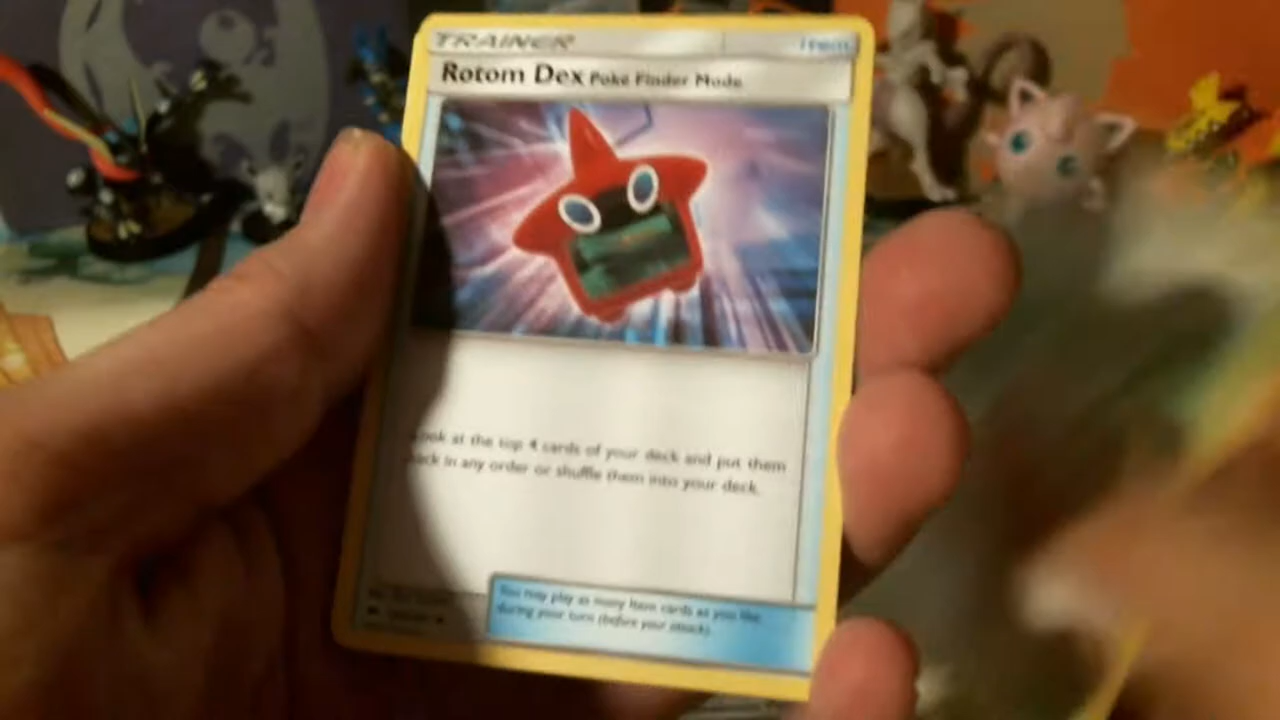 TRAINER Item
Rotom Dex Poké Finder Mode
Look at the top 4 cards of your deck and put them
back in any order or shuffle them into your deck.
You may play as many Item cards as you like
during your turn (before your attack).